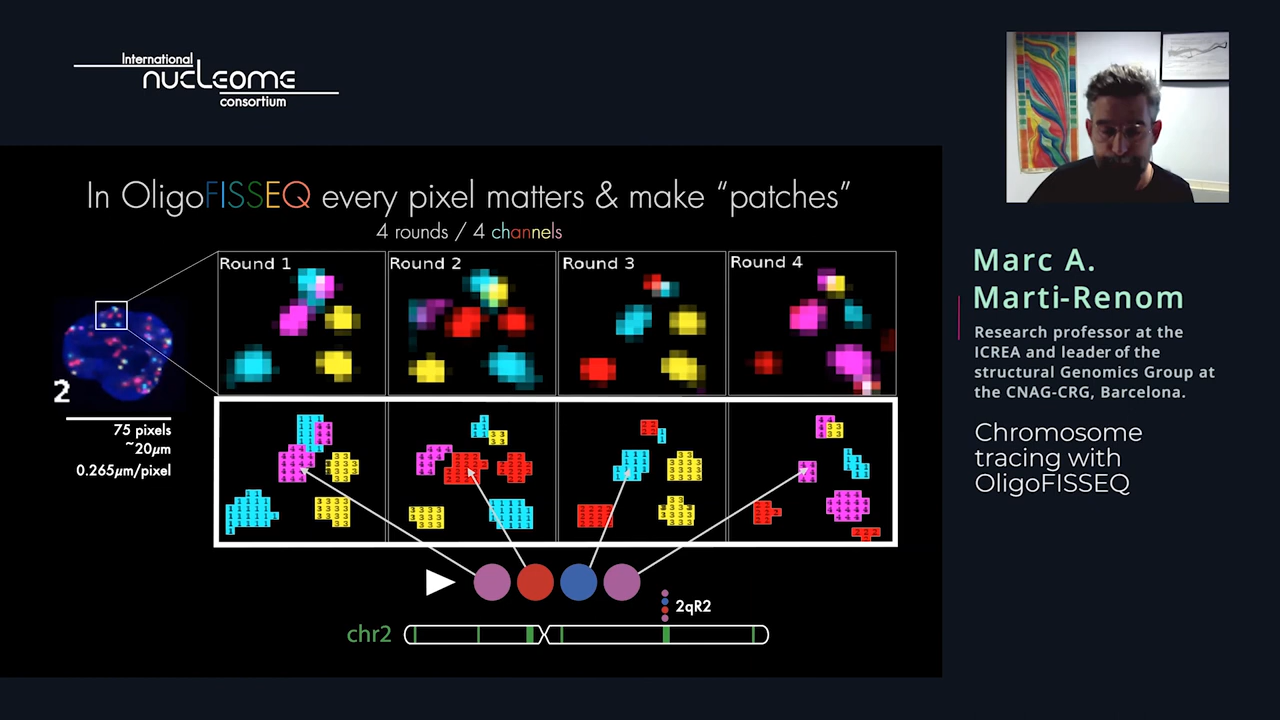 International
nucleome
consortium
In OligoFISSEQ every pixel matters & make “patches”
4 rounds / 4 channels
Round 1
Round 2
Round 3
Round 4
2
75 pixels
~20µm
0.265µm/pixel
2qR2
chr2
Marc A.
Marti-Renom
Research professor at the
ICREA and leader of the
structural Genomics Group at
the CNAG-CRG, Barcelona.
Chromosome
tracing with
OligoFISSEQ